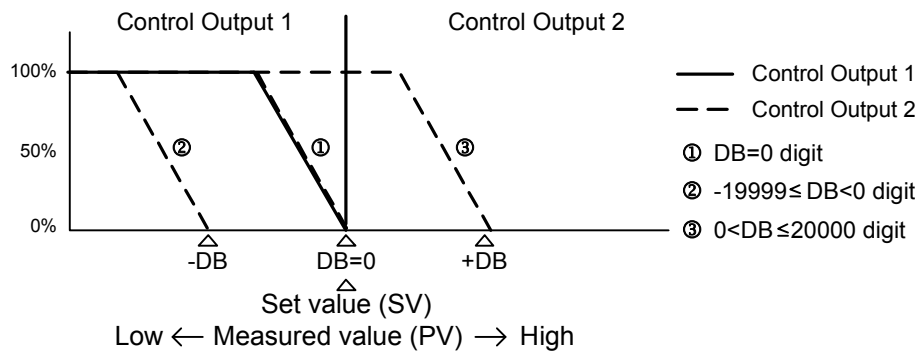 Control Output 1
Control Output 2
100%
50%
0%
②
①
③
-DB
DB=0
+DB
Set value (SV)
Low ← Measured value (PV) → High
Control Output 1
Control Output 2
① DB=0 digit
② -19999≤ DB<0 digit
③ 0<DB ≤20000 digit